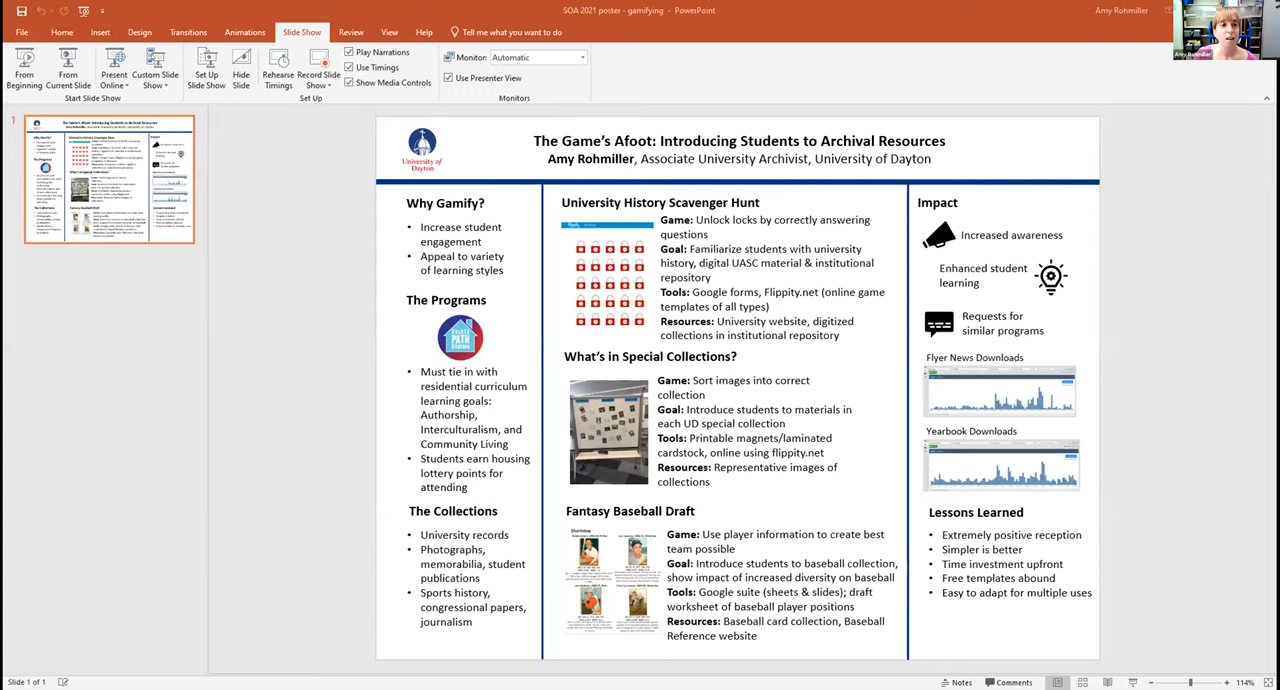 SOA 2021 poster - gamifying - PowerPoint
Amy Rohmiller
File Home Insert Design Transitions Animations Slide Show Review View Help Tell me what you want to do
From Beginning
From Current Slide
Present Online
Custom Slide Show
Start Slide Show
Set Up Slide Show
Hide Slide
Rehearse Timings
Record Slide Show
Play Narrations
Use Timings
Show Media Controls
Set Up
Monitor: Automatic
Use Presenter View
Monitors
Amy Rohmiller
1
University of
Dayton
The Game's Afoot: Introducing Students to Archival Resources
Amy Rohmiller, Associate University Archivist, University of Dayton
Why Gamify?
• Increase student
engagement
• Appeal to variety
of learning styles
The Programs
PATH
• Must tie in with
residential curriculum
learning goals:
Authorship,
Interculturalism, and
Community Living
• Students earn housing
lottery points for
attending
The Collections
• University records
• Photographs,
memorabilia, student
publications
• Sports history,
congressional papers,
journalism
University History Scavenger Hunt
Game: Unlock locks by correctly answering
questions
Goal: Familiarize students with university
history, digital UASC material & institutional
repository
Tools: Google forms, Flippity.net (online game
templates of all types)
Resources: University website, digitized
collections in institutional repository
What's in Special Collections?
Game: Sort images into correct
collection
Goal: Introduce students to materials in
each UD special collection
Tools: Printable magnets/laminated
cardstock, online using flippity.net
Resources: Representative images of
collections
Fantasy Baseball Draft
Shortstop
Game: Use player information to create best
team possible
Goal: Introduce students to baseball collection,
show impact of increased diversity on baseball
Tools: Google suite (sheets & slides); draft
worksheet of baseball player positions
Resources: Baseball card collection, Baseball
Reference website
Impact
Increased awareness
Enhanced student
learning
Requests for
similar programs
Flyer News Downloads
Yearbook Downloads
Lessons Learned
• Extremely positive reception
• Simpler is better
• Time investment upfront
• Free templates abound
• Easy to adapt for multiple uses
Slide 1 of 1
Notes Comments 114%